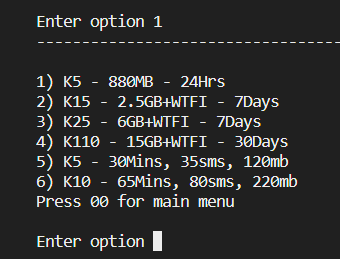 Enter option 1
------------------------------------
1) K5 - 880MB - 24Hrs
2) K15 - 2.5GB+WTFI - 7Days
3) K25 - 6GB+WTFI - 7Days
4) K110 - 15GB+WTFI - 30Days
5) K5 - 30Mins, 35sms, 120mb
6) K10 - 65Mins, 80sms, 220mb
Press 00 for main menu
Enter option